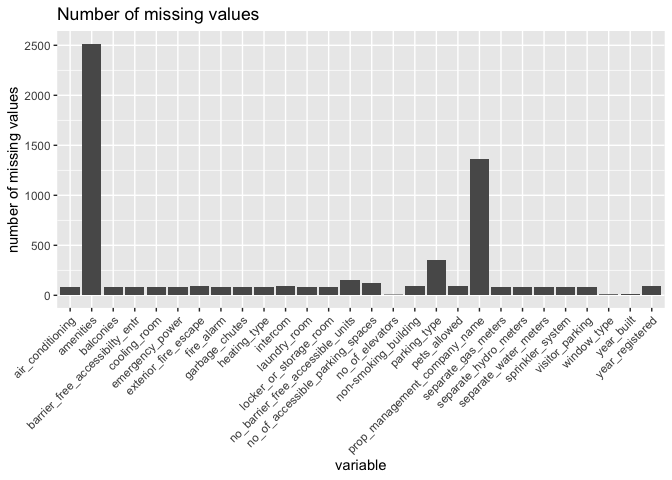 Number of missing values
number of missing values
2500
2000
1500
1000
500
0
air_conditioning
amenities
balconies
barrier_free_accessibilty_entr
cooling_room
emergency_power
exterior_fire_escape
fire_alarm
garbage_chutes
heating_type
intercom
laundry_room
locker_or_storage_room
no_barrier_free_accessible_units
no_of_accessible_parking_spaces
no_of_elevators
non-smoking_building
parking_type
pets_allowed
prop_management_company_name
separate_gas_meters
separate_hydro_meters
separate_water_meters
sprinkler_system
visitor_parking
window_type
year_built
year_registered
variable